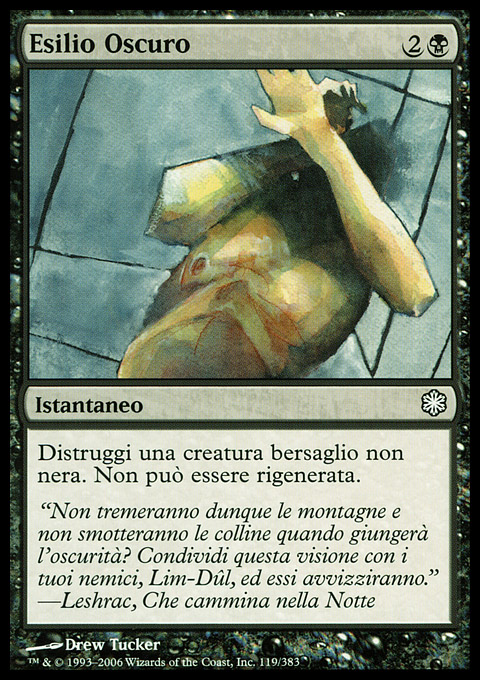 Esilio Oscuro 2
Istantaneo
Distruggi una creatura bersaglio non
nera. Non può essere rigenerata.
“Non tremeranno dunque le montagne e
non smotteranno le colline quando giungerà
l’oscurità? Condividi questa visione con i
tuoi nemici, Lim-Dûl, ed essi avvizziranno.”
—Leshrac, Che cammina nella Notte
Drew Tucker
™ & © 1993–2006 Wizards of the Coast, Inc. 119/383